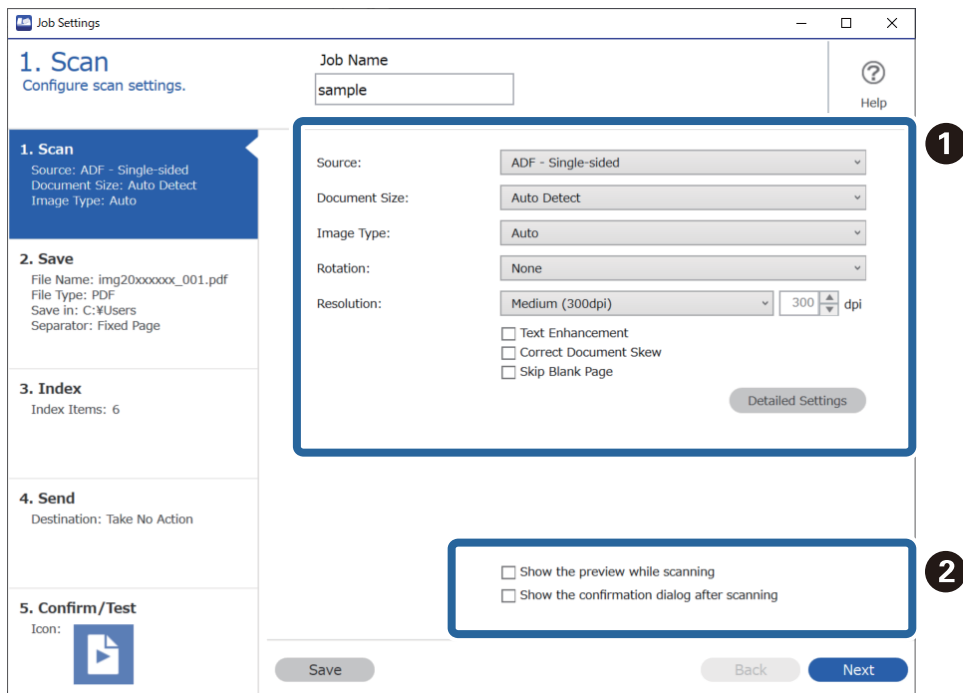 Job Settings
1. Scan
Configure scan settings.
Job Name
sample
?
Help
1. Scan
Source: ADF - Single-sided
Document Size: Auto Detect
Image Type: Auto
2. Save
File Name: img20xxxxxx_001.pdf
File Type: PDF
Save in: C:¥Users
Separator: Fixed Page
3. Index
Index Items: 6
4. Send
Destination: Take No Action
5. Confirm/Test
Icon:
1
Source: ADF - Single-sided
Document Size: Auto Detect
Image Type: Auto
Rotation: None
Resolution: Medium (300dpi) 300 dpi
Text Enhancement
Correct Document Skew
Skip Blank Page
Detailed Settings
2
Show the preview while scanning
Show the confirmation dialog after scanning
Save
Back
Next